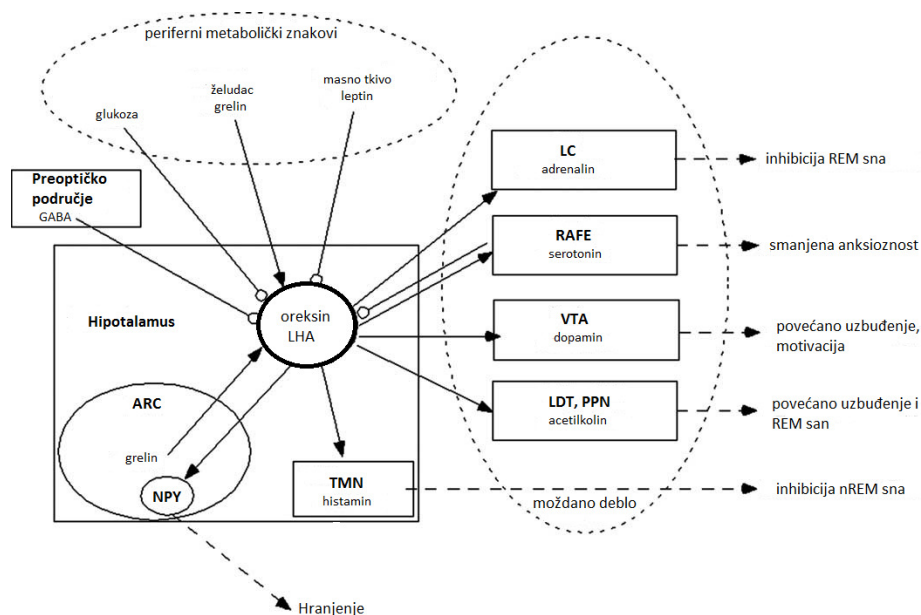 periferni metabolički znakovi
masno tkivo
leptin
želudac
grelin
glukoza
Preoptičko
područje
GABA
LC
adrenalin
inhibicija REM sna
RAFE
serotonin
smanjena anksioznost
Hipotalamus
oreksin
LHA
VTA
dopamin
povećano uzbuđenje,
motivacija
LDT, PPN
acetilkolin
povećano uzbuđenje i
REM san
ARC
grelin
NPY
TMN
histamin
moždano deblo
inhibicija nREM sna
Hranjenje